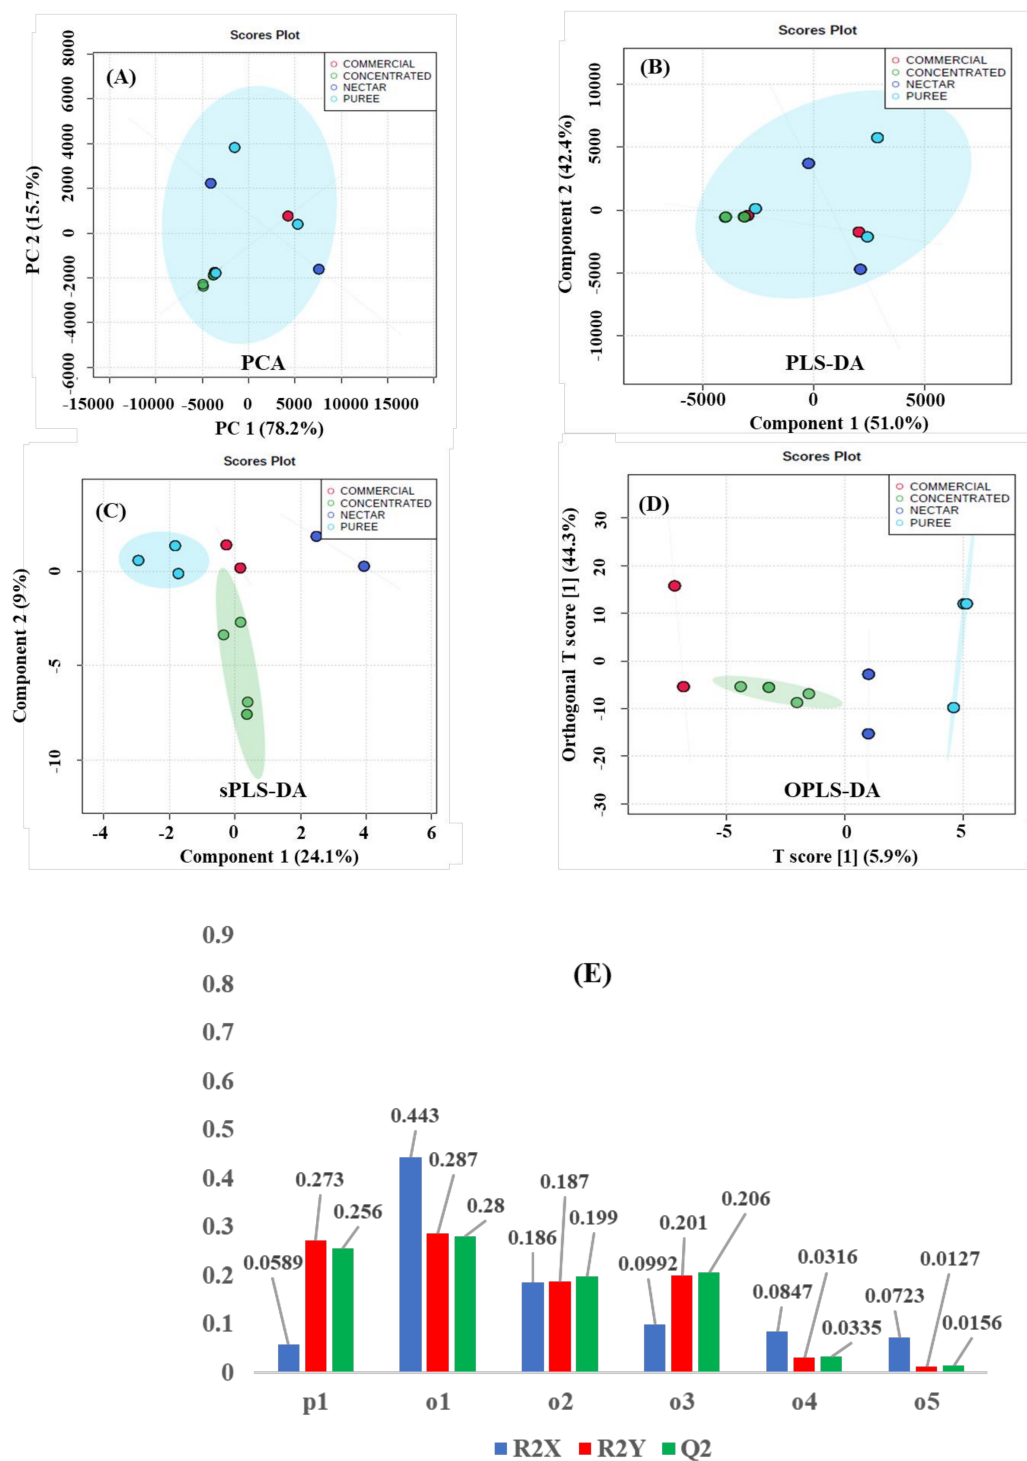 Scores Plot
(A)
COMMERCIAL
CONCENTRATED
NECTAR
PUREE
PC 2 (15.7%)
8000
6000
4000
2000
0
-2000
-4000
-6000
PCA
-15000 -10000 -5000 0 5000 10000 15000
PC 1 (78.2%)
Scores Plot
(B)
COMMERCIAL
CONCENTRATED
NECTAR
PUREE
Component 2 (42.4%)
10000
5000
0
-5000
-10000
PLS-DA
-5000 0 5000
Component 1 (51.0%)
Scores Plot
(C)
COMMERCIAL
CONCENTRATED
NECTAR
PUREE
Component 2 (9%)
0
-5
-10
sPLS-DA
-4 -2 0 2 4 6
Component 1 (24.1%)
Scores Plot
(D)
COMMERCIAL
CONCENTRATED
NECTAR
PUREE
Orthogonal T score [1] (44.3%)
30
20
10
0
-10
-20
-30
OPLS-DA
-5 0 5
T score [1] (5.9%)
(E)
0.9
0.8
0.7
0.6
0.5
0.4
0.3
0.2
0.1
0
0.0589
0.273
0.256
0.443
0.287
0.28
0.186
0.187
0.199
0.0992
0.201
0.206
0.0847
0.0316
0.0335
0.0723
0.0127
0.0156
p1 o1 o2 o3 o4 o5
R2X R2Y Q2